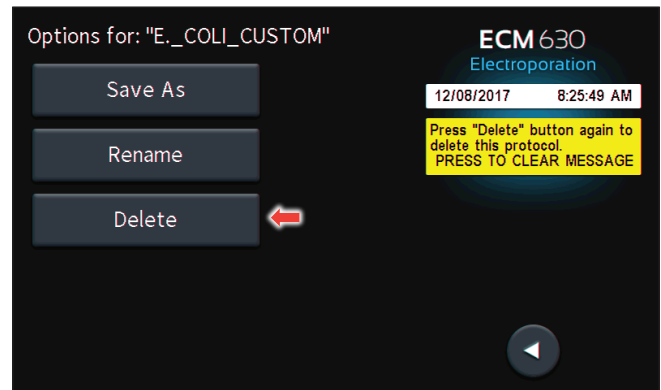 Options for: "E._COLI_CUSTOM"
Save As
Rename
Delete
ECM 630
Electroporation
12/08/2017 8:25:49 AM
Press "Delete" button again to
delete this protocol.
PRESS TO CLEAR MESSAGE